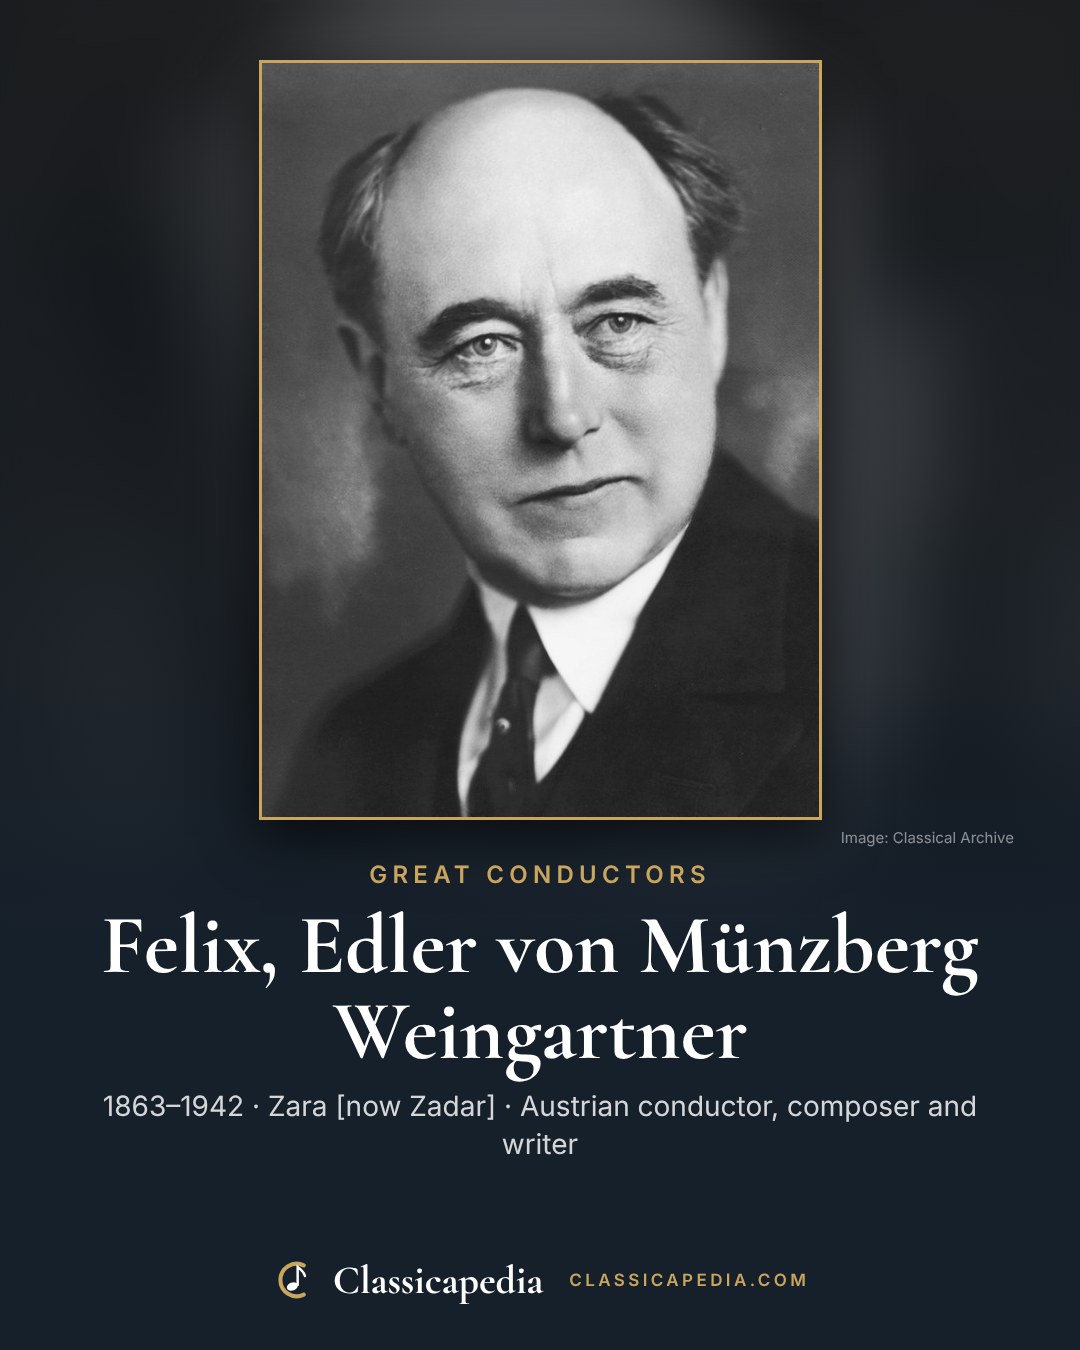 Image: Classical Archive
GREAT CONDUCTORS
Felix, Edler von Münzberg
Weingartner
1863–1942 · Zara [now Zadar] · Austrian conductor, composer and
writer
Classicapedia CLASSICAPEDIA.COM